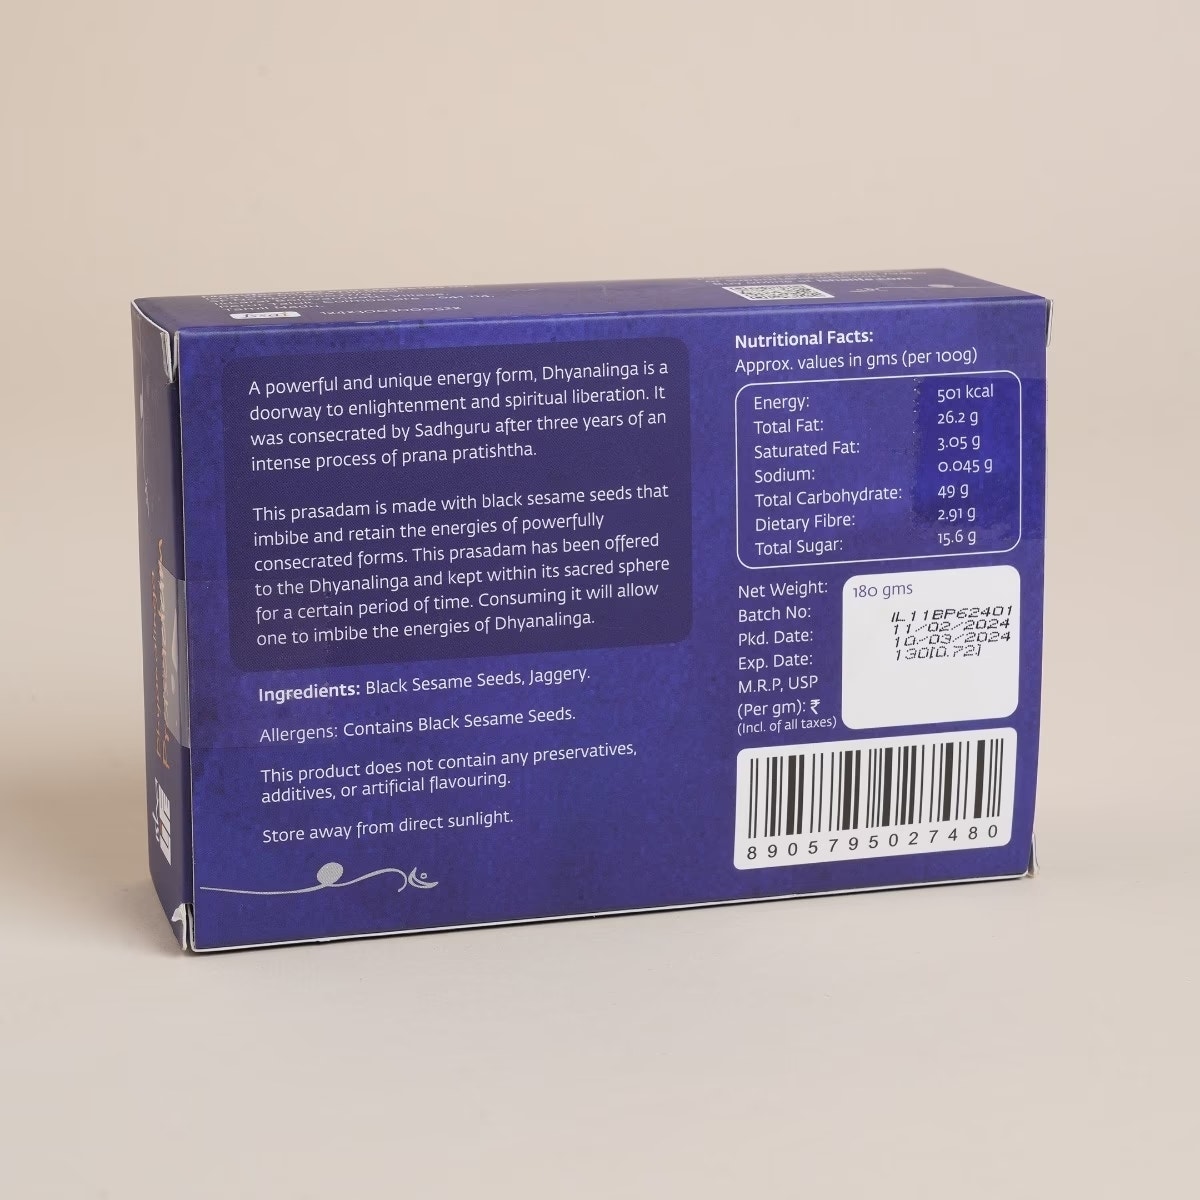 A powerful and unique energy form, Dhyanalinga is a
doorway to enlightenment and spiritual liberation. It
was consecrated by Sadhguru after three years of an
intense process of prana pratishtha.
This prasadam is made with black sesame seeds that
imbibe and retain the energies of powerfully
consecrated forms. This prasadam has been offered
to the Dhyanalinga and kept within its sacred sphere
for a certain period of time. Consuming it will allow
one to imbibe the energies of Dhyanalinga.
Ingredients: Black Sesame Seeds, Jaggery.
Allergens: Contains Black Sesame Seeds.
This product does not contain any preservatives,
additives, or artificial flavouring.
Store away from direct sunlight.
Nutritional Facts:
Approx. values in gms (per 100g)
Energy: 501 kcal
Total Fat: 26.2 g
Saturated Fat: 3.05 g
Sodium: 0.045 g
Total Carbohydrate: 49 g
Dietary Fibre: 2.91 g
Total Sugar: 15.6 g
Net Weight: 180 gms
Batch No: IL11BP62401
Pkd. Date: 11/02/2024
Exp. Date: 10/03/2024
M.R.P, USP 130[0.72]
(Per gm): ₹
(Incl. of all taxes)
8905795027480